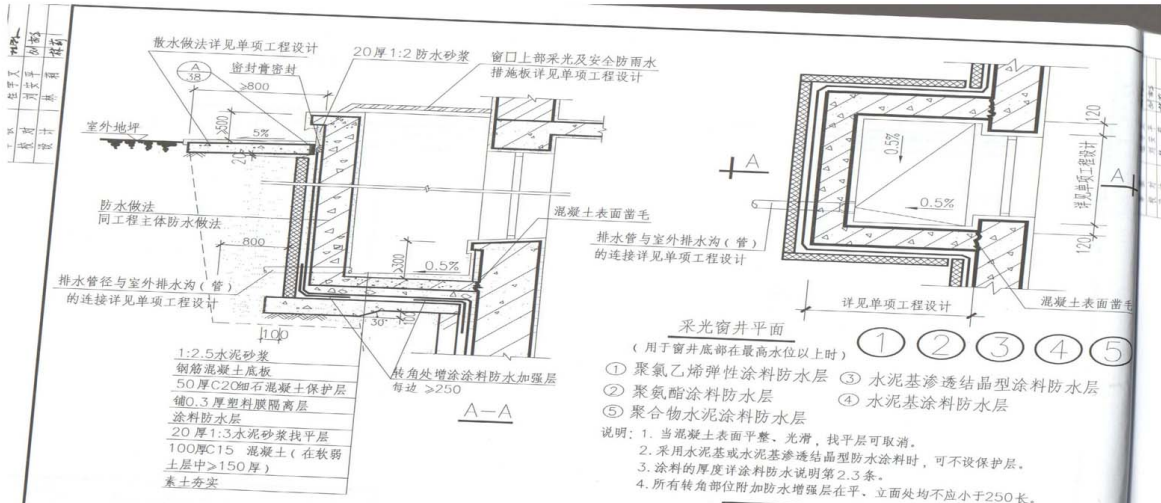 散水做法详见单项工程设计
A
38
≥800
密封膏密封
20厚1:2防水砂浆
窗口上部采光及安全防雨水
措施板详见单项工程设计
室外地坪
≥500
5%
20
防水做法
同工程主体防水做法
800
混凝土表面凿毛
≥300
0.5%
排水管径与室外排水沟(管)
的连接详见单项工程设计
100
30°
1:2.5水泥砂浆
钢筋混凝土底板
50厚C20细石混凝土保护层
铺0.3厚塑料膜隔离层
涂料防水层
20厚1:3水泥砂浆找平层
100厚C15 混凝土(在软弱
土层中≥150厚)
素土夯实
转角处增涂涂料防水加强层
每边 ≥250
A-A
120
0.5%
详见单项工程设计
A
A
0.5%
120
排水管与室外排水沟(管)
的连接详见单项工程设计
详见单项工程设计
混凝土表面凿毛
采光窗井平面
(用于窗井底部在最高水位以上时)
① ② ③ ④ ⑤
① 聚氯乙烯弹性涂料防水层 ③ 水泥基渗透结晶型涂料防水层
② 聚氨酯涂料防水层 ④ 水泥基涂料防水层
⑤ 聚合物水泥涂料防水层
说明: 1. 当混凝土表面平整、光滑,找平层可取消。
2. 采用水泥基或水泥基渗透结晶型防水涂料时,可不设保护层。
3. 涂料的厚度详涂料防水说明第2.3条。
4. 所有转角部位附加防水增强层在平、立面处均不应小于250长。